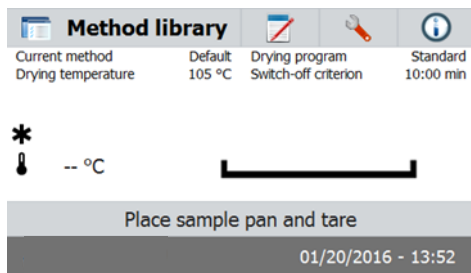 Method library
Current method Default Drying program Standard
Drying temperature 105 °C Switch-off criterion 10:00 min
-- °C
Place sample pan and tare
01/20/2016 - 13:52